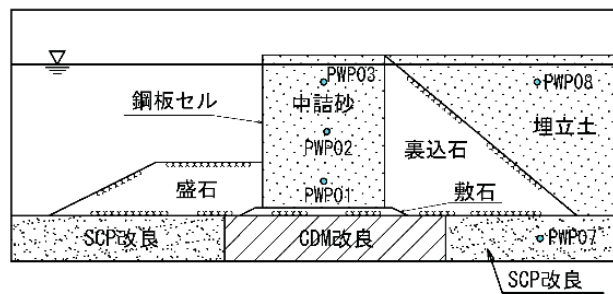 PWP03
PWP08
鋼板セル
中詰砂
埋立土
PWP02
裏込石
盛石
PWP01
敷石
SCP改良
CDM改良
PWP07
SCP改良